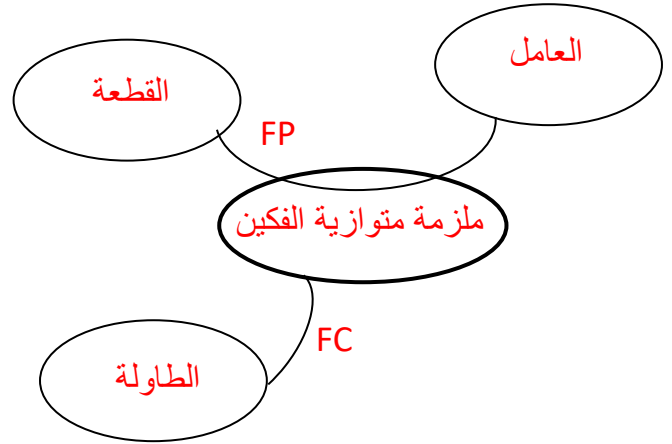 العامل
القطعة
FP
ملزمة متوازية الفكين
FC
الطاولة